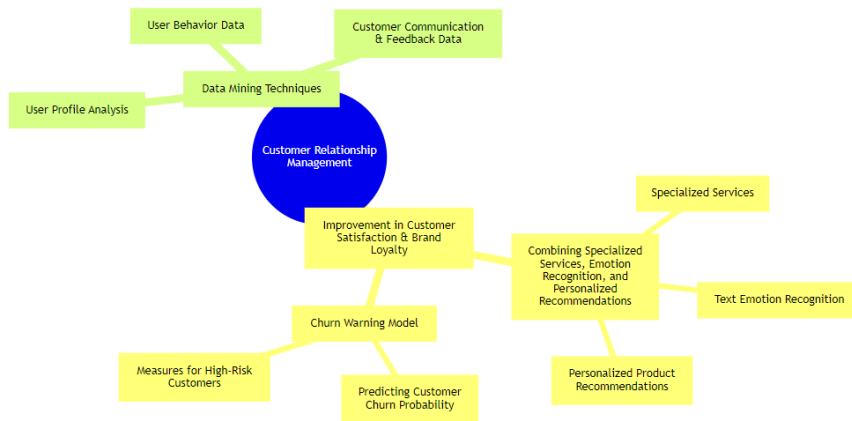 User Behavior Data
Customer Communication
& Feedback Data
Data Mining Techniques
User Profile Analysis
Customer Relationship
Management
Specialized Services
Improvement in Customer
Satisfaction & Brand
Loyalty
Combining Specialized
Services, Emotion
Recognition, and
Personalized
Recommendations
Text Emotion Recognition
Churn Warning Model
Measures for High-Risk
Customers
Predicting Customer
Churn Probability
Personalized Product
Recommendations